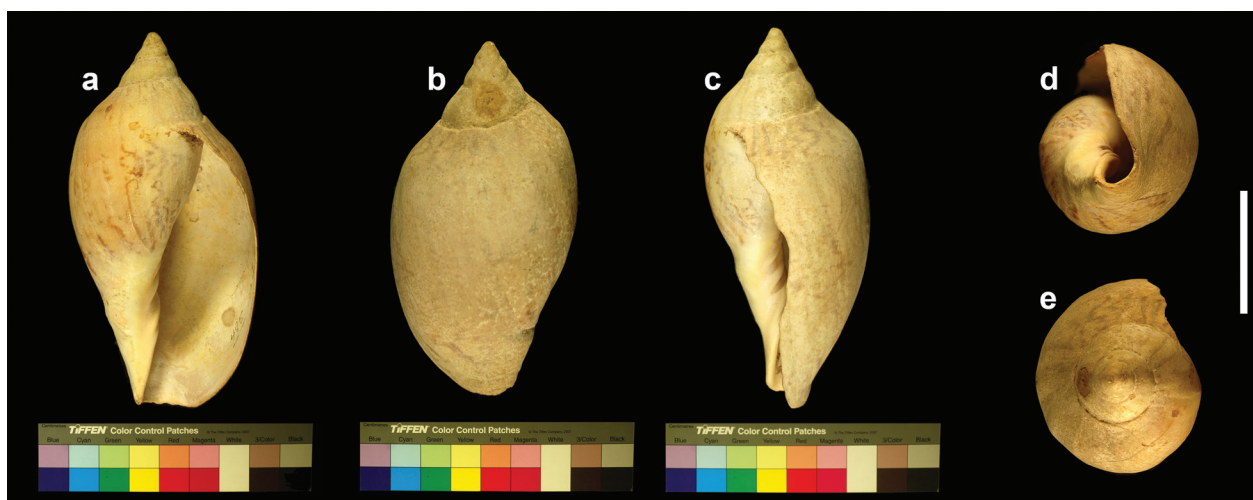 a
b
c
d
e
Centimetres TIFFEN Color Control Patches
Blue Cyan Green Yellow Red Magenta White 3/Color Black
TIFFEN Color Control Patches
Blue Cyan Green Yellow Red Magenta White 3/Color Black
TIFFEN Color Control Patches
Blue Cyan Green Yellow Red Magenta White 3/Color Black